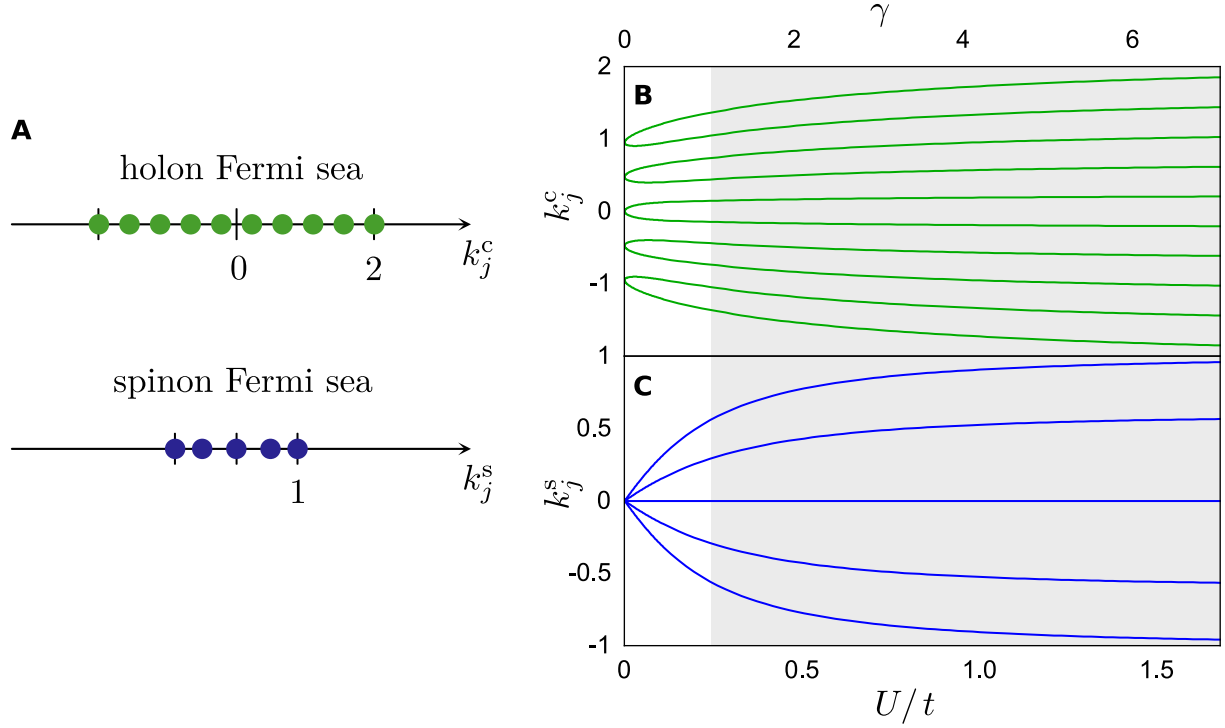 A
holon Fermi sea
0 2
k_j^c
spinon Fermi sea
1
k_j^s
γ
0 2 4 6
B
2
1
0
-1
k_j^c
C
1
0.5
0
-0.5
-1
k_j^s
0 0.5 1.0 1.5
U/t